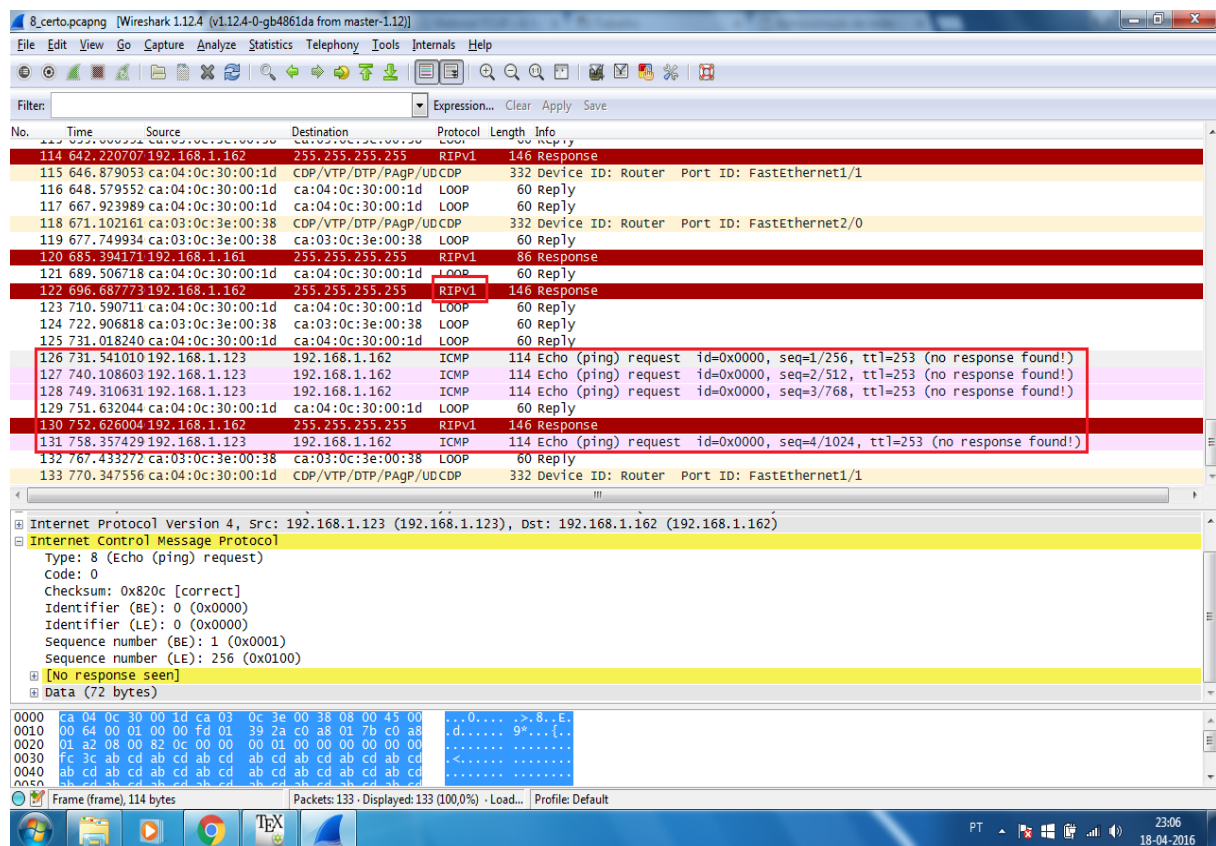 8_certo.pcapng [Wireshark 1.12.4 (v1.12.4-0-gb4861da from master-1.12)]
File Edit View Go Capture Analyze Statistics Telephony Tools Internals Help
Filter: Expression... Clear Apply Save
No. Time Source Destination Protocol Length Info
114 642.220707 192.168.1.162 255.255.255.255 RIPv1 146 Response
115 646.879053 ca:04:0c:30:00:1d CDP/VTP/DTP/PAgP/UD CDP 332 Device ID: Router Port ID: FastEthernet1/1
116 648.579552 ca:04:0c:30:00:1d ca:04:0c:30:00:1d LOOP 60 Reply
117 667.923989 ca:04:0c:30:00:1d ca:04:0c:30:00:1d LOOP 60 Reply
118 671.102161 ca:03:0c:3e:00:38 CDP/VTP/DTP/PAgP/UD CDP 332 Device ID: Router Port ID: FastEthernet2/0
119 677.749934 ca:03:0c:3e:00:38 ca:03:0c:3e:00:38 LOOP 60 Reply
120 685.394171 192.168.1.161 255.255.255.255 RIPv1 86 Response
121 689.506718 ca:04:0c:30:00:1d ca:04:0c:30:00:1d LOOP 60 Reply
122 696.687773 192.168.1.162 255.255.255.255 RIPv1 146 Response
123 710.590711 ca:04:0c:30:00:1d ca:04:0c:30:00:1d LOOP 60 Reply
124 722.906818 ca:03:0c:3e:00:38 ca:03:0c:3e:00:38 LOOP 60 Reply
125 731.018240 ca:04:0c:30:00:1d ca:04:0c:30:00:1d LOOP 60 Reply
126 731.541010 192.168.1.123 192.168.1.162 ICMP 114 Echo (ping) request id=0x0000, seq=1/256, ttl=253 (no response found!)
127 740.108603 192.168.1.123 192.168.1.162 ICMP 114 Echo (ping) request id=0x0000, seq=2/512, ttl=253 (no response found!)
128 749.310631 192.168.1.123 192.168.1.162 ICMP 114 Echo (ping) request id=0x0000, seq=3/768, ttl=253 (no response found!)
129 751.632044 ca:04:0c:30:00:1d ca:04:0c:30:00:1d LOOP 60 Reply
130 752.626004 192.168.1.162 255.255.255.255 RIPv1 146 Response
131 758.357429 192.168.1.123 192.168.1.162 ICMP 114 Echo (ping) request id=0x0000, seq=4/1024, ttl=253 (no response found!)
132 767.433272 ca:03:0c:3e:00:38 ca:03:0c:3e:00:38 LOOP 60 Reply
133 770.347556 ca:04:0c:30:00:1d CDP/VTP/DTP/PAgP/UD CDP 332 Device ID: Router Port ID: FastEthernet1/1
Internet Protocol Version 4, Src: 192.168.1.123 (192.168.1.123), Dst: 192.168.1.162 (192.168.1.162)
Internet Control Message Protocol
Type: 8 (Echo (ping) request)
Code: 0
Checksum: 0x820c [correct]
Identifier (BE): 0 (0x0000)
Identifier (LE): 0 (0x0000)
Sequence number (BE): 1 (0x0001)
Sequence number (LE): 256 (0x0100)
[No response seen]
Data (72 bytes)
0000 ca 04 0c 30 00 1d ca 03 0c 3e 00 38 08 00 45 00 ...0.... .>.8..E.
0010 00 64 00 01 00 00 fd 01 39 2a c0 a8 01 7b c0 a8 .d...... 9*...{..
0020 01 a2 08 00 82 0c 00 00 00 01 00 00 00 00 00 00 ........ ........
0030 fc 3c ab cd ab cd ab cd ab cd ab cd ab cd ab cd .<...... ........
0040 ab cd ab cd ab cd ab cd ab cd ab cd ab cd ab cd ........ ........
Frame (frame), 114 bytes Packets: 133 · Displayed: 133 (100,0%) · Load... Profile: Default
TEX PT 23:06
18-04-2016